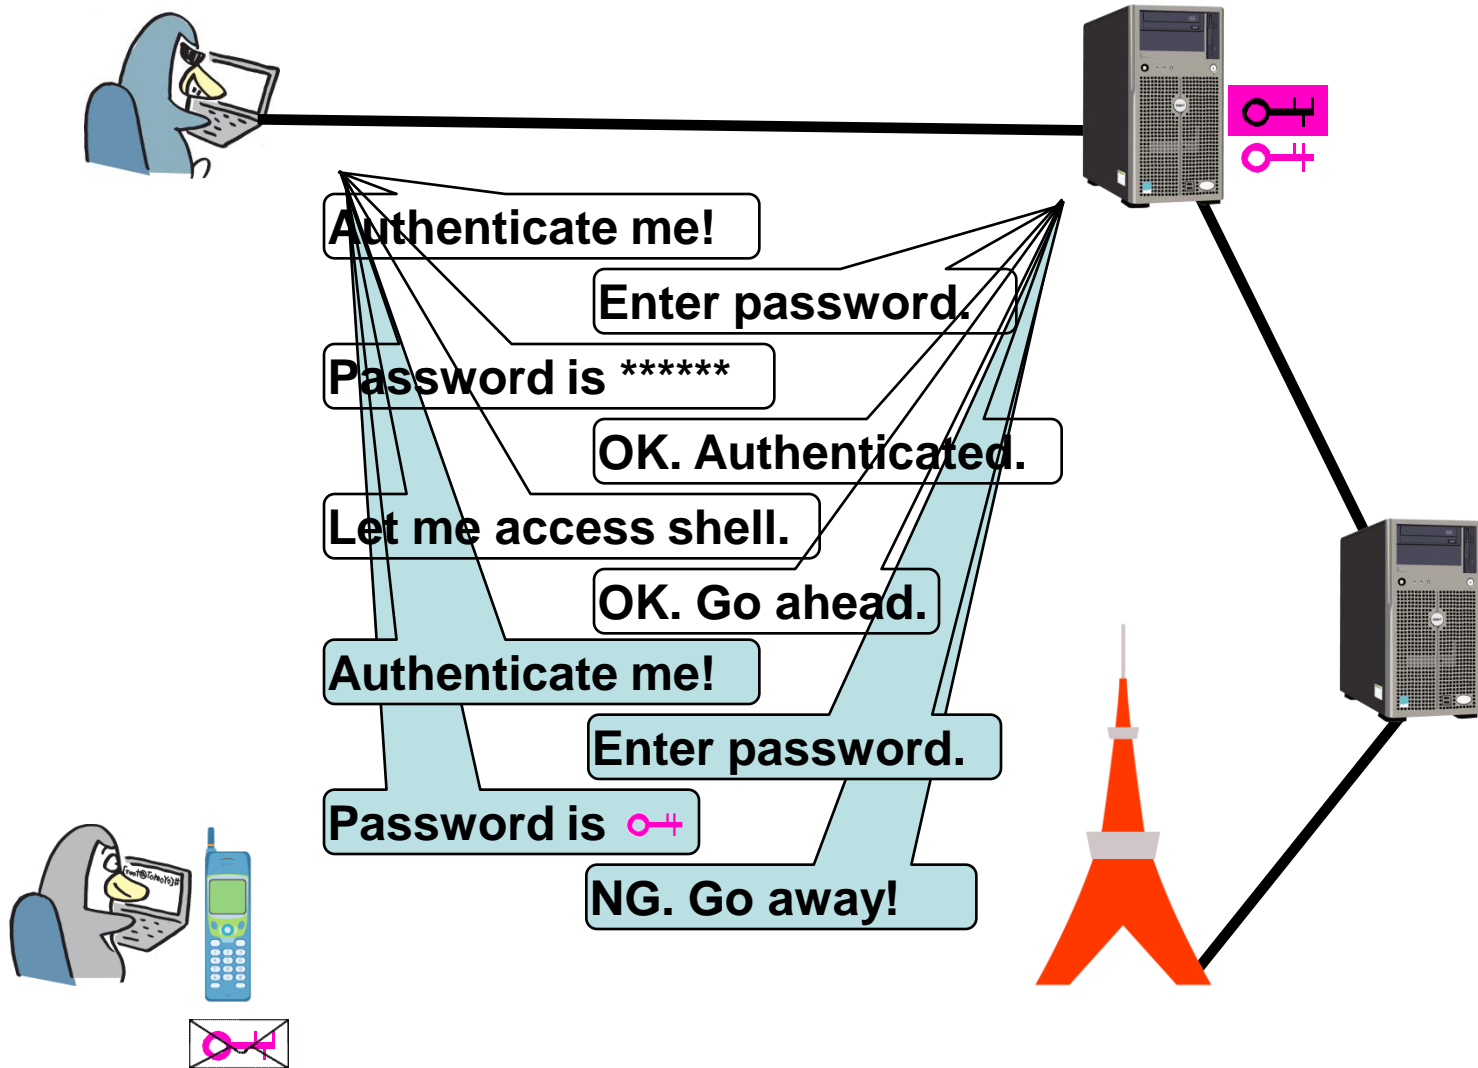 Authenticate me!
Enter password.
Password is ******
OK. Authenticated.
Let me access shell.
OK. Go ahead.
Authenticate me!
Enter password.
Password is
NG. Go away!